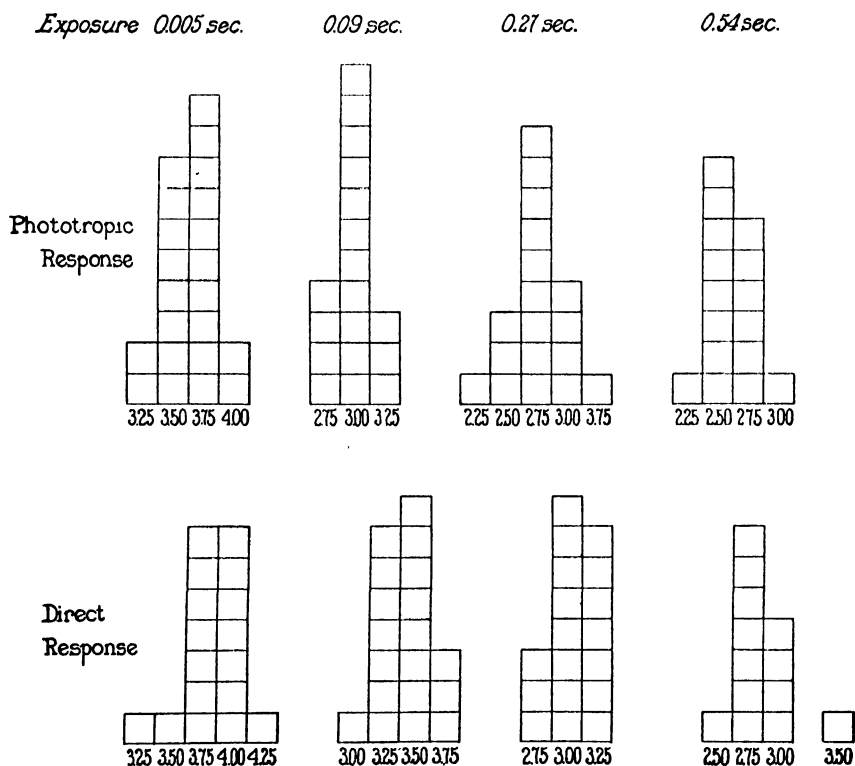 Exposure 0.005 sec. 0.09 sec. 0.27 sec. 0.54 sec.
Phototropic
Response
3.25 3.50 3.75 4.00 2.75 3.00 3.25 2.25 2.50 2.75 3.00 3.75 2.25 2.50 2.75 3.00
Direct
Response
3.25 3.50 3.75 4.00 4.25 3.00 3.25 3.50 3.75 2.75 3.00 3.25 2.50 2.75 3.00 3.50